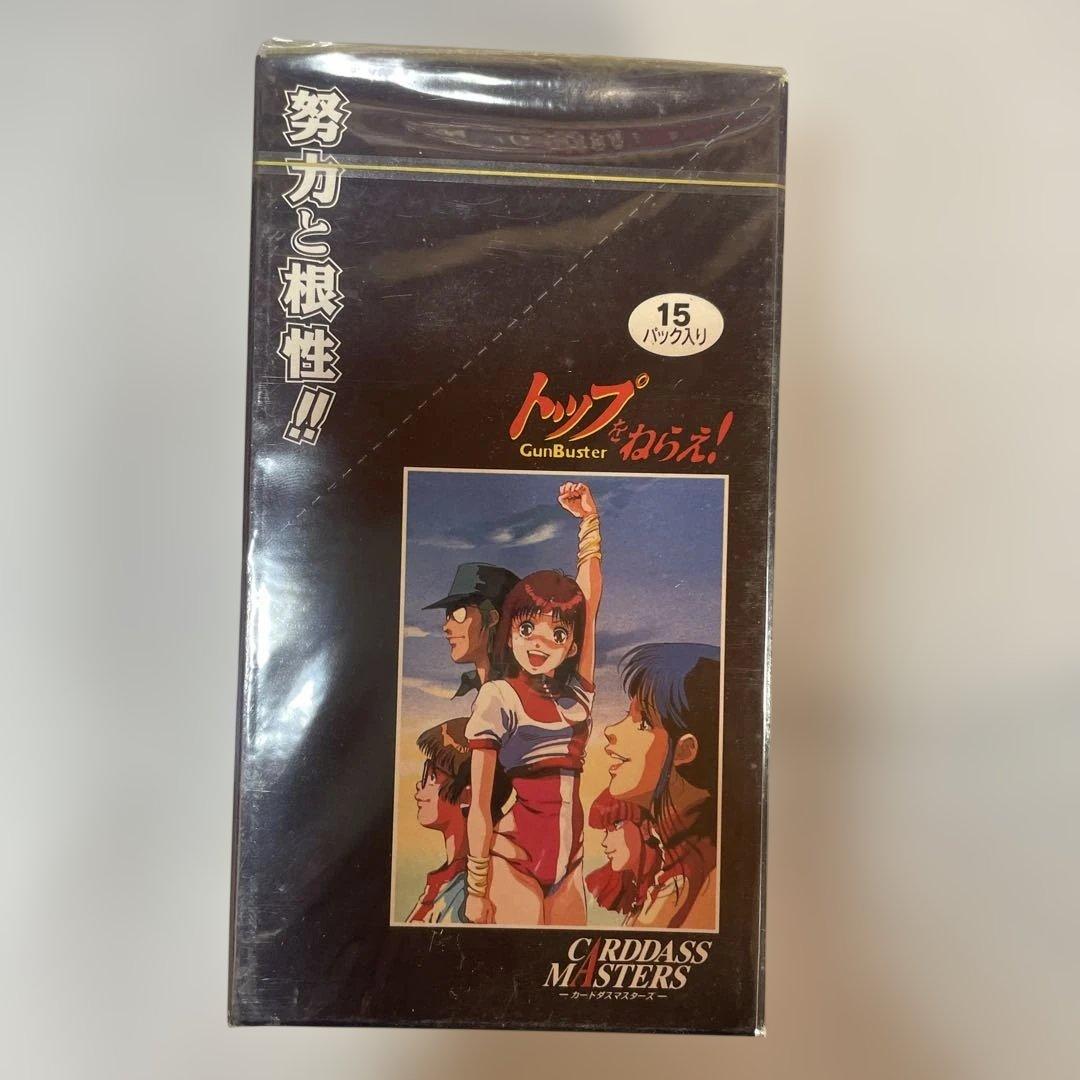 努力と根性!!
15
パック入り
トップをねらえ!
GunBuster
CARDDASS
MASTERS
ーカードダスマスターズー